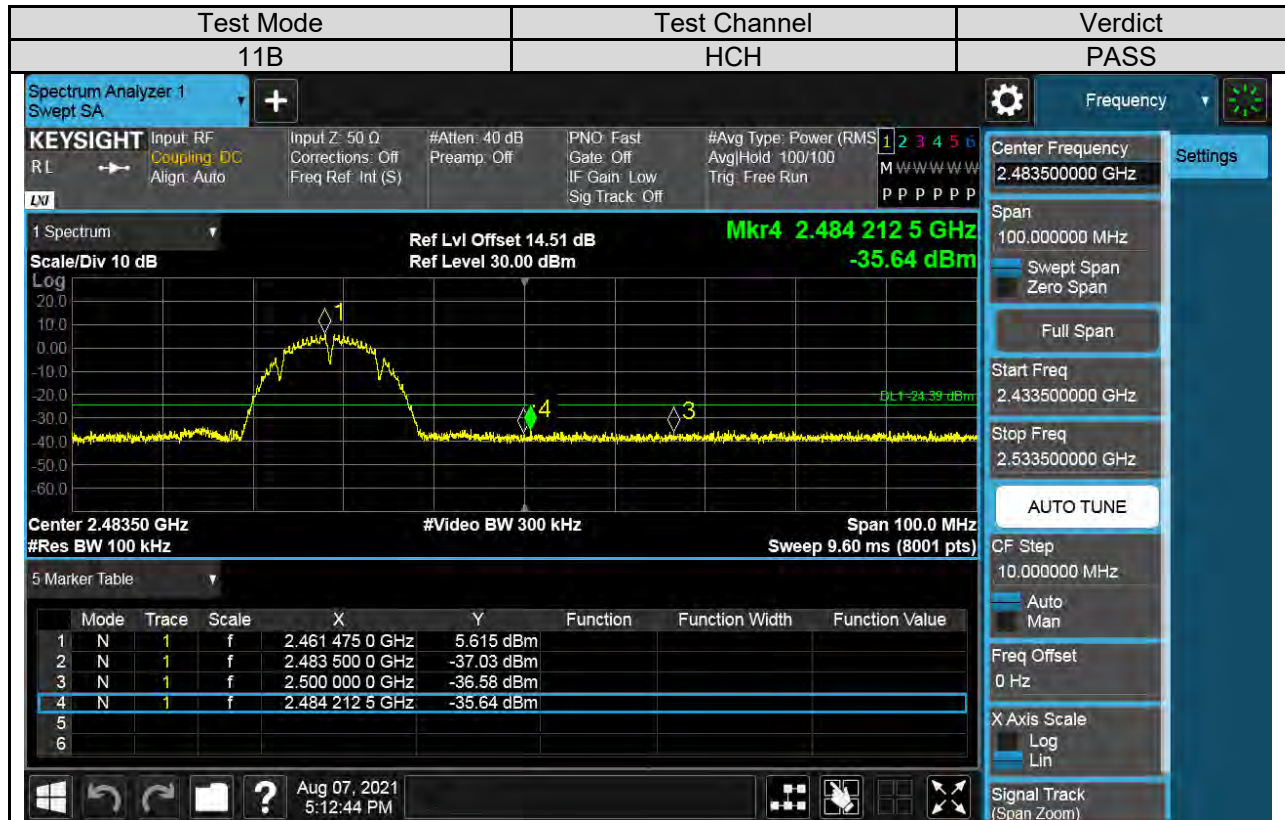 Test Mode Test Channel Verdict
11B HCH PASS
Spectrum Analyzer 1
Swept SA
+
Frequency
KEYSIGHT
RL
LXI
Input: RF
Coupling: DC
Align: Auto
Input Z: 50 Ω
Corrections: Off
Freq Ref: Int (S)
#Atten: 40 dB
Preamp: Off
PNO: Fast
Gate: Off
IF Gain: Low
Sig Track: Off
#Avg Type: Power (RMS
Avg|Hold: 100/100
Trig: Free Run
1 2 3 4 5 6
M W W W W W
P P P P P P
1 Spectrum
Scale/Div 10 dB
Ref Lvl Offset 14.51 dB
Ref Level 30.00 dBm
Mkr4 2.484 212 5 GHz
-35.64 dBm
Log
20.0
10.0
0.00
-10.0
-20.0
-30.0
-40.0
-50.0
-60.0
1
4
3
DL1 -24.39 dBm
Center 2.48350 GHz #Video BW 300 kHz Span 100.0 MHz
#Res BW 100 kHz Sweep 9.60 ms (8001 pts)
5 Marker Table
Mode Trace Scale X Y Function Function Width Function Value
1 N 1 f 2.461 475 0 GHz 5.615 dBm
2 N 1 f 2.483 500 0 GHz -37.03 dBm
3 N 1 f 2.500 000 0 GHz -36.58 dBm
4 N 1 f 2.484 212 5 GHz -35.64 dBm
5
6
?
Aug 07, 2021
5:12:44 PM
Center Frequency
2.483500000 GHz
Settings
Span
100.000000 MHz
Swept Span
Zero Span
Full Span
Start Freq
2.433500000 GHz
Stop Freq
2.533500000 GHz
AUTO TUNE
CF Step
10.000000 MHz
Auto
Man
Freq Offset
0 Hz
X Axis Scale
Log
Lin
Signal Track
(Span Zoom)